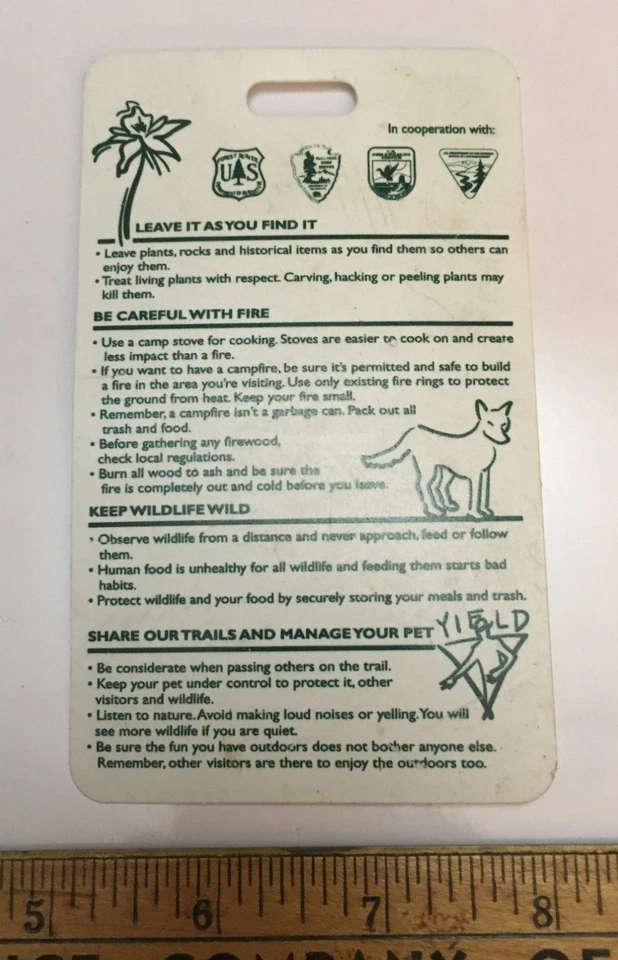 In cooperation with:
FOREST SERVICE
U S
LEAVE IT AS YOU FIND IT
• Leave plants, rocks and historical items as you find them so others can
enjoy them.
• Treat living plants with respect. Carving, hacking or peeling plants may
kill them.
BE CAREFUL WITH FIRE
• Use a camp stove for cooking. Stoves are easier to cook on and create
less impact than a fire.
• If you want to have a campfire, be sure it's permitted and safe to build
a fire in the area you're visiting. Use only existing fire rings to protect
the ground from heat. Keep your fire small.
• Remember, a campfire isn't a garbage can. Pack out all
trash and food.
• Before gathering any firewood,
check local regulations.
• Burn all wood to ash and be sure the
fire is completely out and cold before you leave.
KEEP WILDLIFE WILD
• Observe wildlife from a distance and never approach, feed or follow
them.
• Human food is unhealthy for all wildlife and feeding them starts bad
habits.
• Protect wildlife and your food by securely storing your meals and trash.
SHARE OUR TRAILS AND MANAGE YOUR PET
YIELD
• Be considerate when passing others on the trail.
• Keep your pet under control to protect it, other
visitors and wildlife.
• Listen to nature. Avoid making loud noises or yelling. You will
see more wildlife if you are quiet.
• Be sure the fun you have outdoors does not bother anyone else.
Remember, other visitors are there to enjoy the outdoors too.
5 6 7 8
COMPANY OF